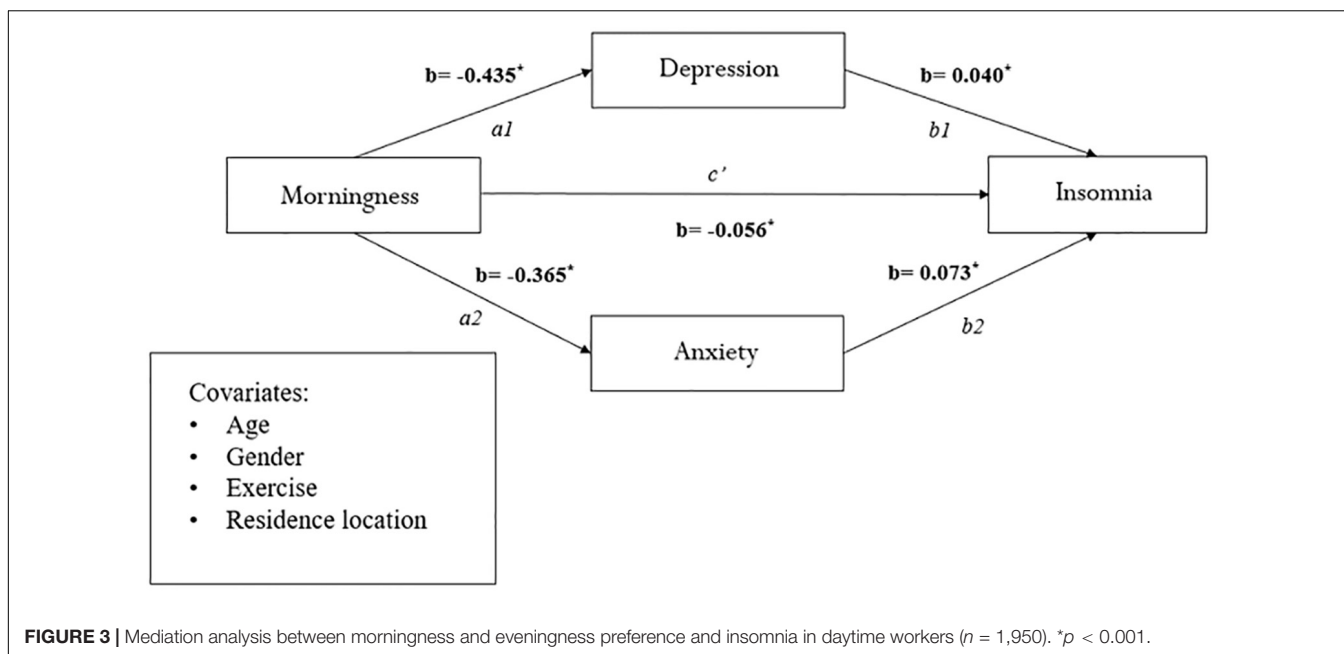 b= -0.435*
Depression
b= 0.040*
a1
b1
Morningness
c'
Insomnia
b= -0.056*
b= -0.365*
b= 0.073*
a2
b2
Anxiety
Covariates:
• Age
• Gender
• Exercise
• Residence location
FIGURE 3 | Mediation analysis between morningness and eveningness preference and insomnia in daytime workers (n = 1,950). *p < 0.001.